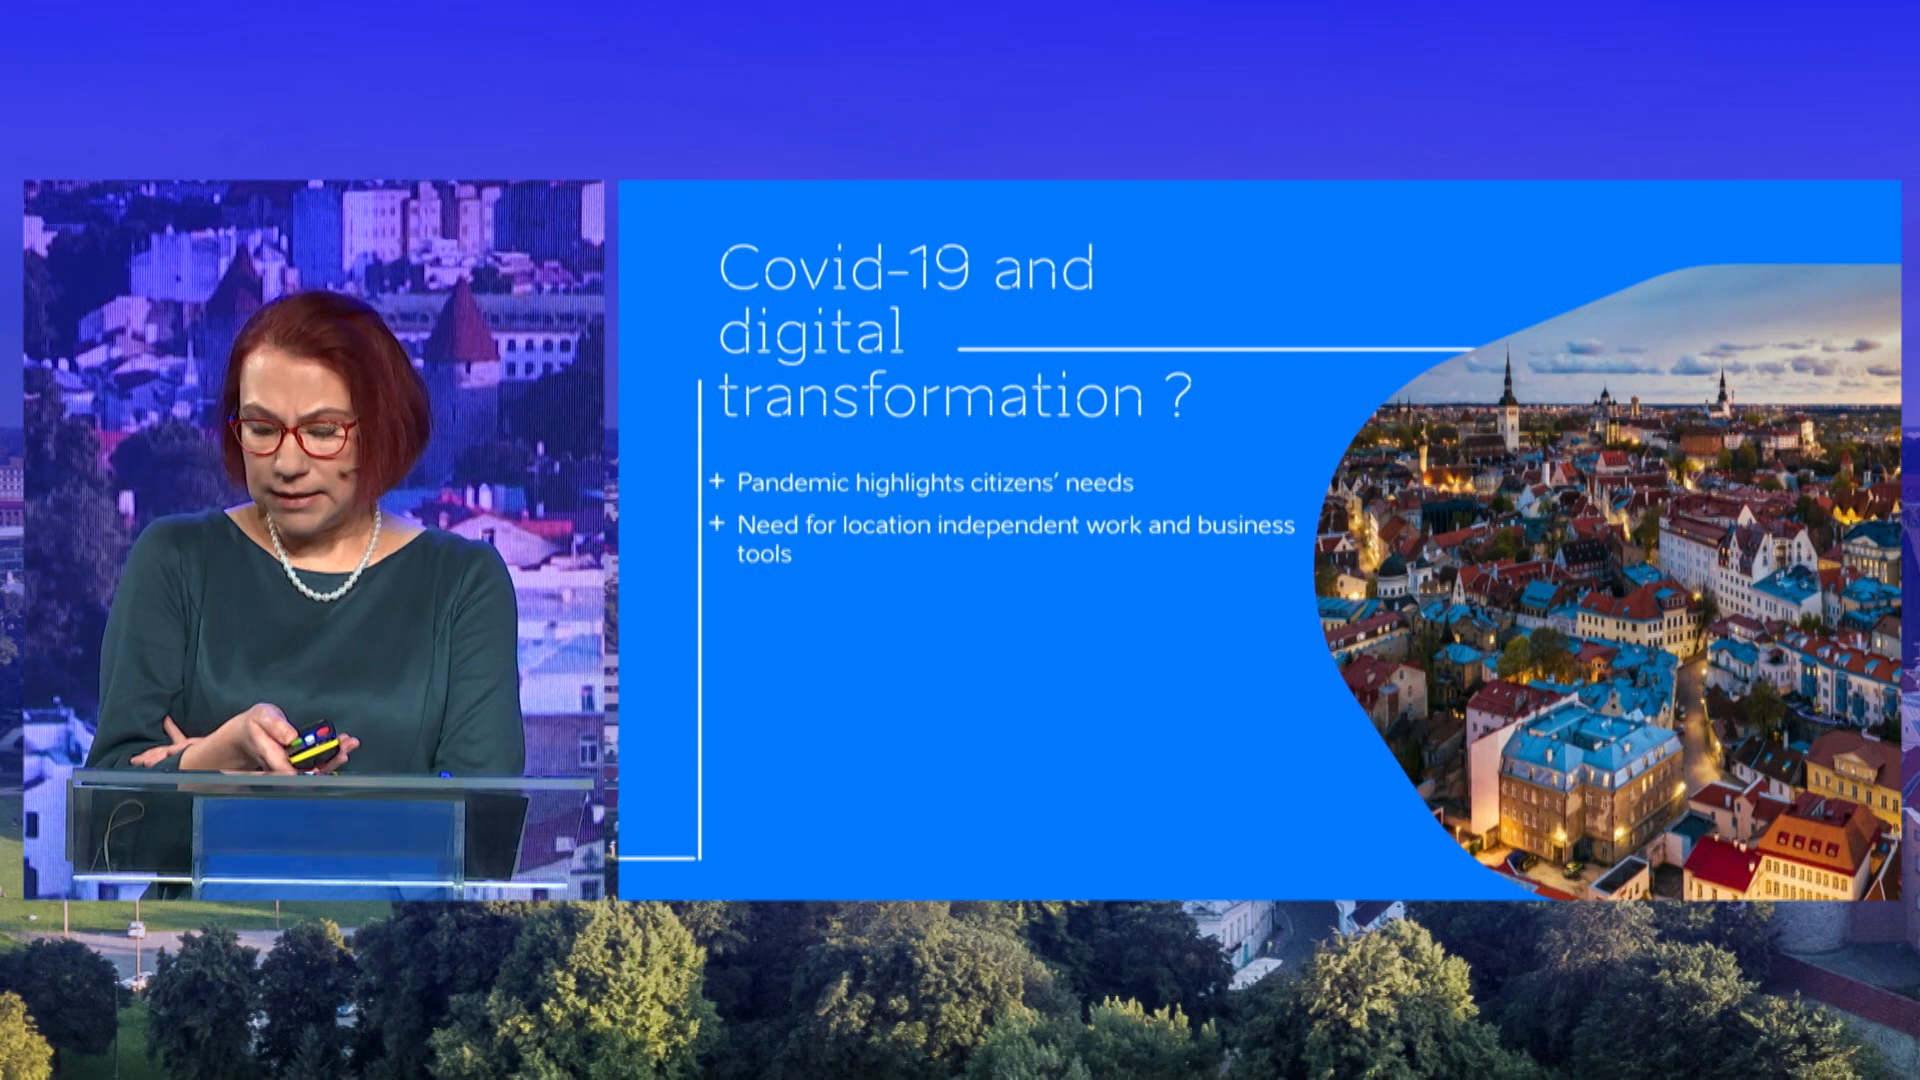 Covid-19 and
digital
transformation ?
+ Pandemic highlights citizens’ needs
+ Need for location independent work and business
tools